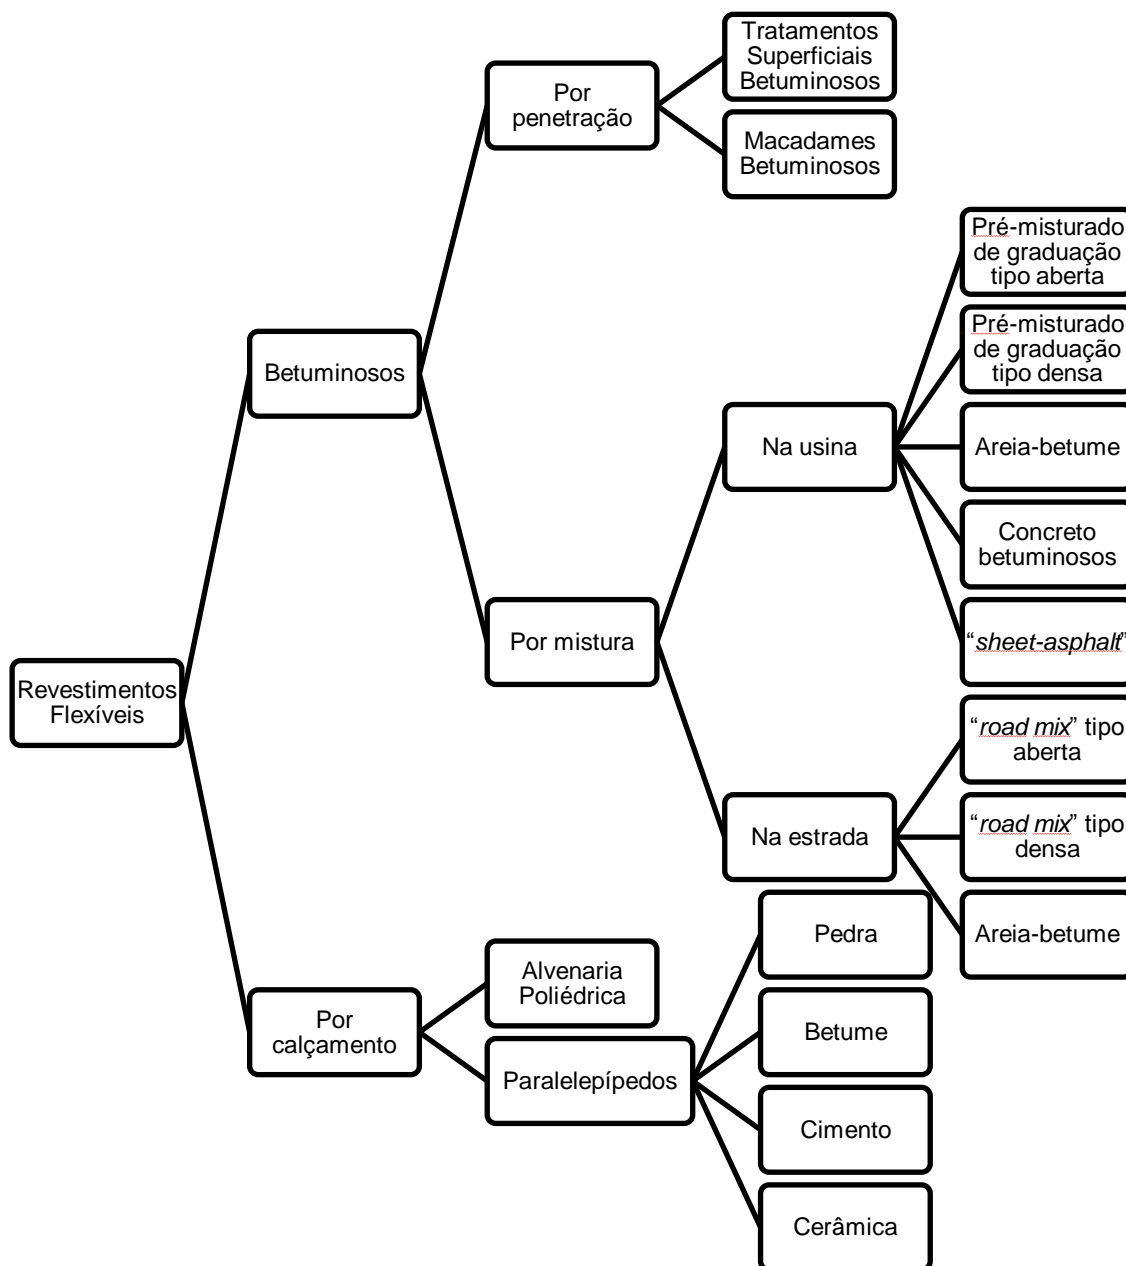 Tratamentos
Superficiais
Betuminosos
Por
penetração
Macadames
Betuminosos
Pré-misturado
de graduação
tipo aberta
Pré-misturado
de graduação
tipo densa
Betuminosos
Na usina
Areia-betume
Concreto
betuminosos
Por mistura
“sheet-asphalt”
Revestimentos
Flexíveis
“road mix” tipo
aberta
Na estrada
“road mix” tipo
densa
Pedra
Areia-betume
Alvenaria
Poliédrica
Por
calçamento
Betume
Paralelepípedos
Cimento
Cerâmica